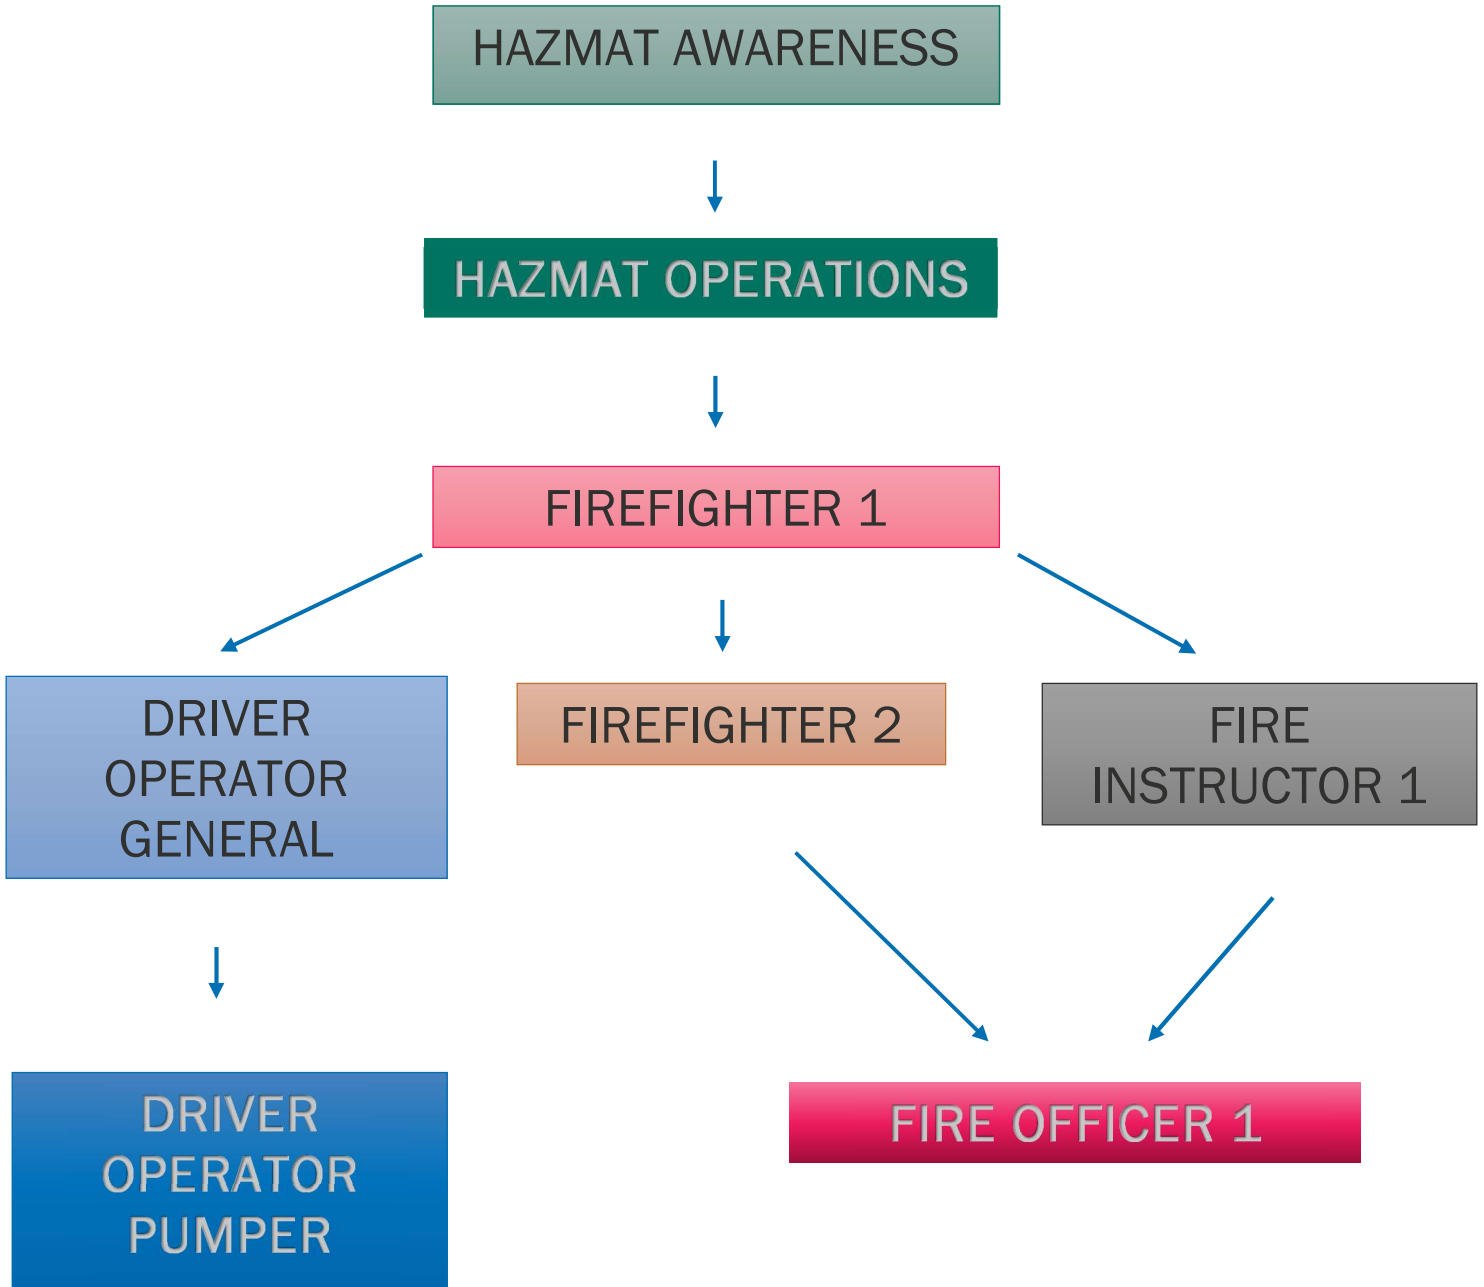 HAZMAT AWARENESS
HAZMAT OPERATIONS
FIREFIGHTER 1
DRIVER
OPERATOR
GENERAL
FIREFIGHTER 2
FIRE
INSTRUCTOR 1
DRIVER
OPERATOR
PUMPER
FIRE OFFICER 1